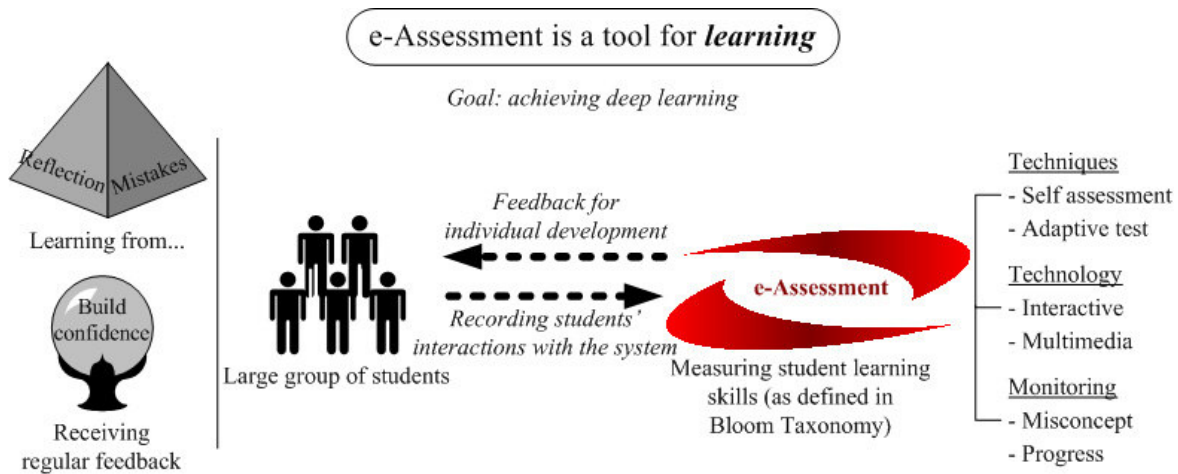 e-Assessment is a tool for learning
Goal: achieving deep learning
Reflection
Mistakes
Learning from...
Build
confidence
Receiving
regular feedback
Large group of students
Feedback for
individual development
Recording students’
interactions with the system
e-Assessment
Measuring student learning
skills (as defined in
Bloom Taxonomy)
Techniques
- Self assessment
- Adaptive test
Technology
- Interactive
- Multimedia
Monitoring
- Misconcept
- Progress